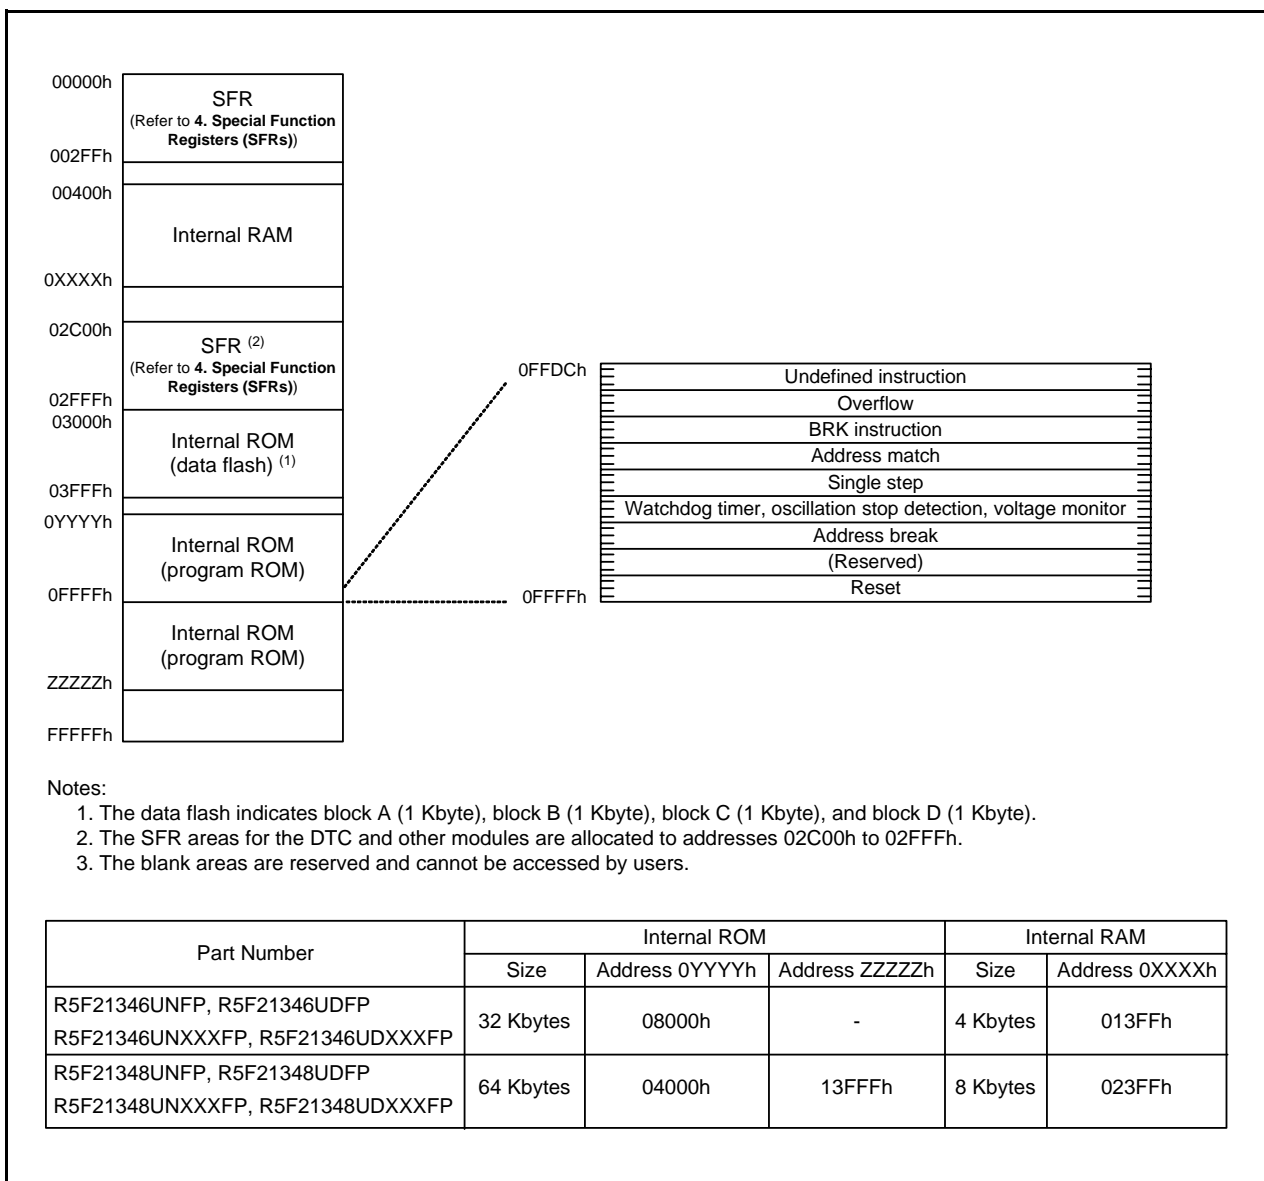 00000h
SFR
(Refer to 4. Special Function
Registers (SFRs))
002FFh
00400h
Internal RAM
0XXXXh
02C00h
SFR (2)
(Refer to 4. Special Function
Registers (SFRs))
02FFFh
03000h
Internal ROM
(data flash) (1)
03FFFh
0YYYYh
Internal ROM
(program ROM)
0FFFFh
Internal ROM
(program ROM)
ZZZZZh
FFFFFh
0FFDCh
Undefined instruction
Overflow
BRK instruction
Address match
Single step
Watchdog timer, oscillation stop detection, voltage monitor
Address break
(Reserved)
Reset
0FFFFh
Notes:
1. The data flash indicates block A (1 Kbyte), block B (1 Kbyte), block C (1 Kbyte), and block D (1 Kbyte).
2. The SFR areas for the DTC and other modules are allocated to addresses 02C00h to 02FFFh.
3. The blank areas are reserved and cannot be accessed by users.
Part Number Internal ROM Internal RAM
Size Address 0YYYYh Address ZZZZZh Size Address 0XXXXh
R5F21346UNFP, R5F21346UDFP
R5F21346UNXXXFP, R5F21346UDXXXFP
32 Kbytes 08000h - 4 Kbytes 013FFh
R5F21348UNFP, R5F21348UDFP
R5F21348UNXXXFP, R5F21348UDXXXFP
64 Kbytes 04000h 13FFFh 8 Kbytes 023FFh